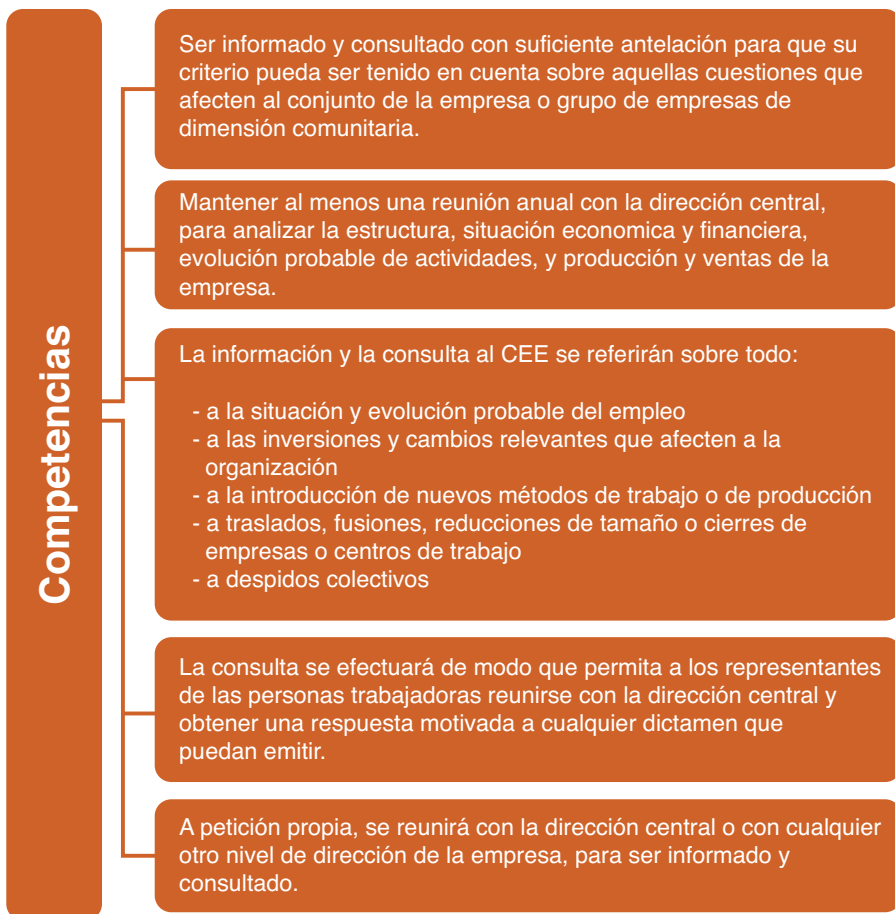 Competencias
Ser informado y consultado con suficiente antelación para que su
criterio pueda ser tenido en cuenta sobre aquellas cuestiones que
afecten al conjunto de la empresa o grupo de empresas de
dimensión comunitaria.
Mantener al menos una reunión anual con la dirección central,
para analizar la estructura, situación economica y financiera,
evolución probable de actividades, y producción y ventas de la
empresa.
La información y la consulta al CEE se referirán sobre todo:
- a la situación y evolución probable del empleo
- a las inversiones y cambios relevantes que afecten a la
organización
- a la introducción de nuevos métodos de trabajo o de producción
- a traslados, fusiones, reducciones de tamaño o cierres de
empresas o centros de trabajo
- a despidos colectivos
La consulta se efectuará de modo que permita a los representantes
de las personas trabajadoras reunirse con la dirección central y
obtener una respuesta motivada a cualquier dictamen que
puedan emitir.
A petición propia, se reunirá con la dirección central o con cualquier
otro nivel de dirección de la empresa, para ser informado y
consultado.